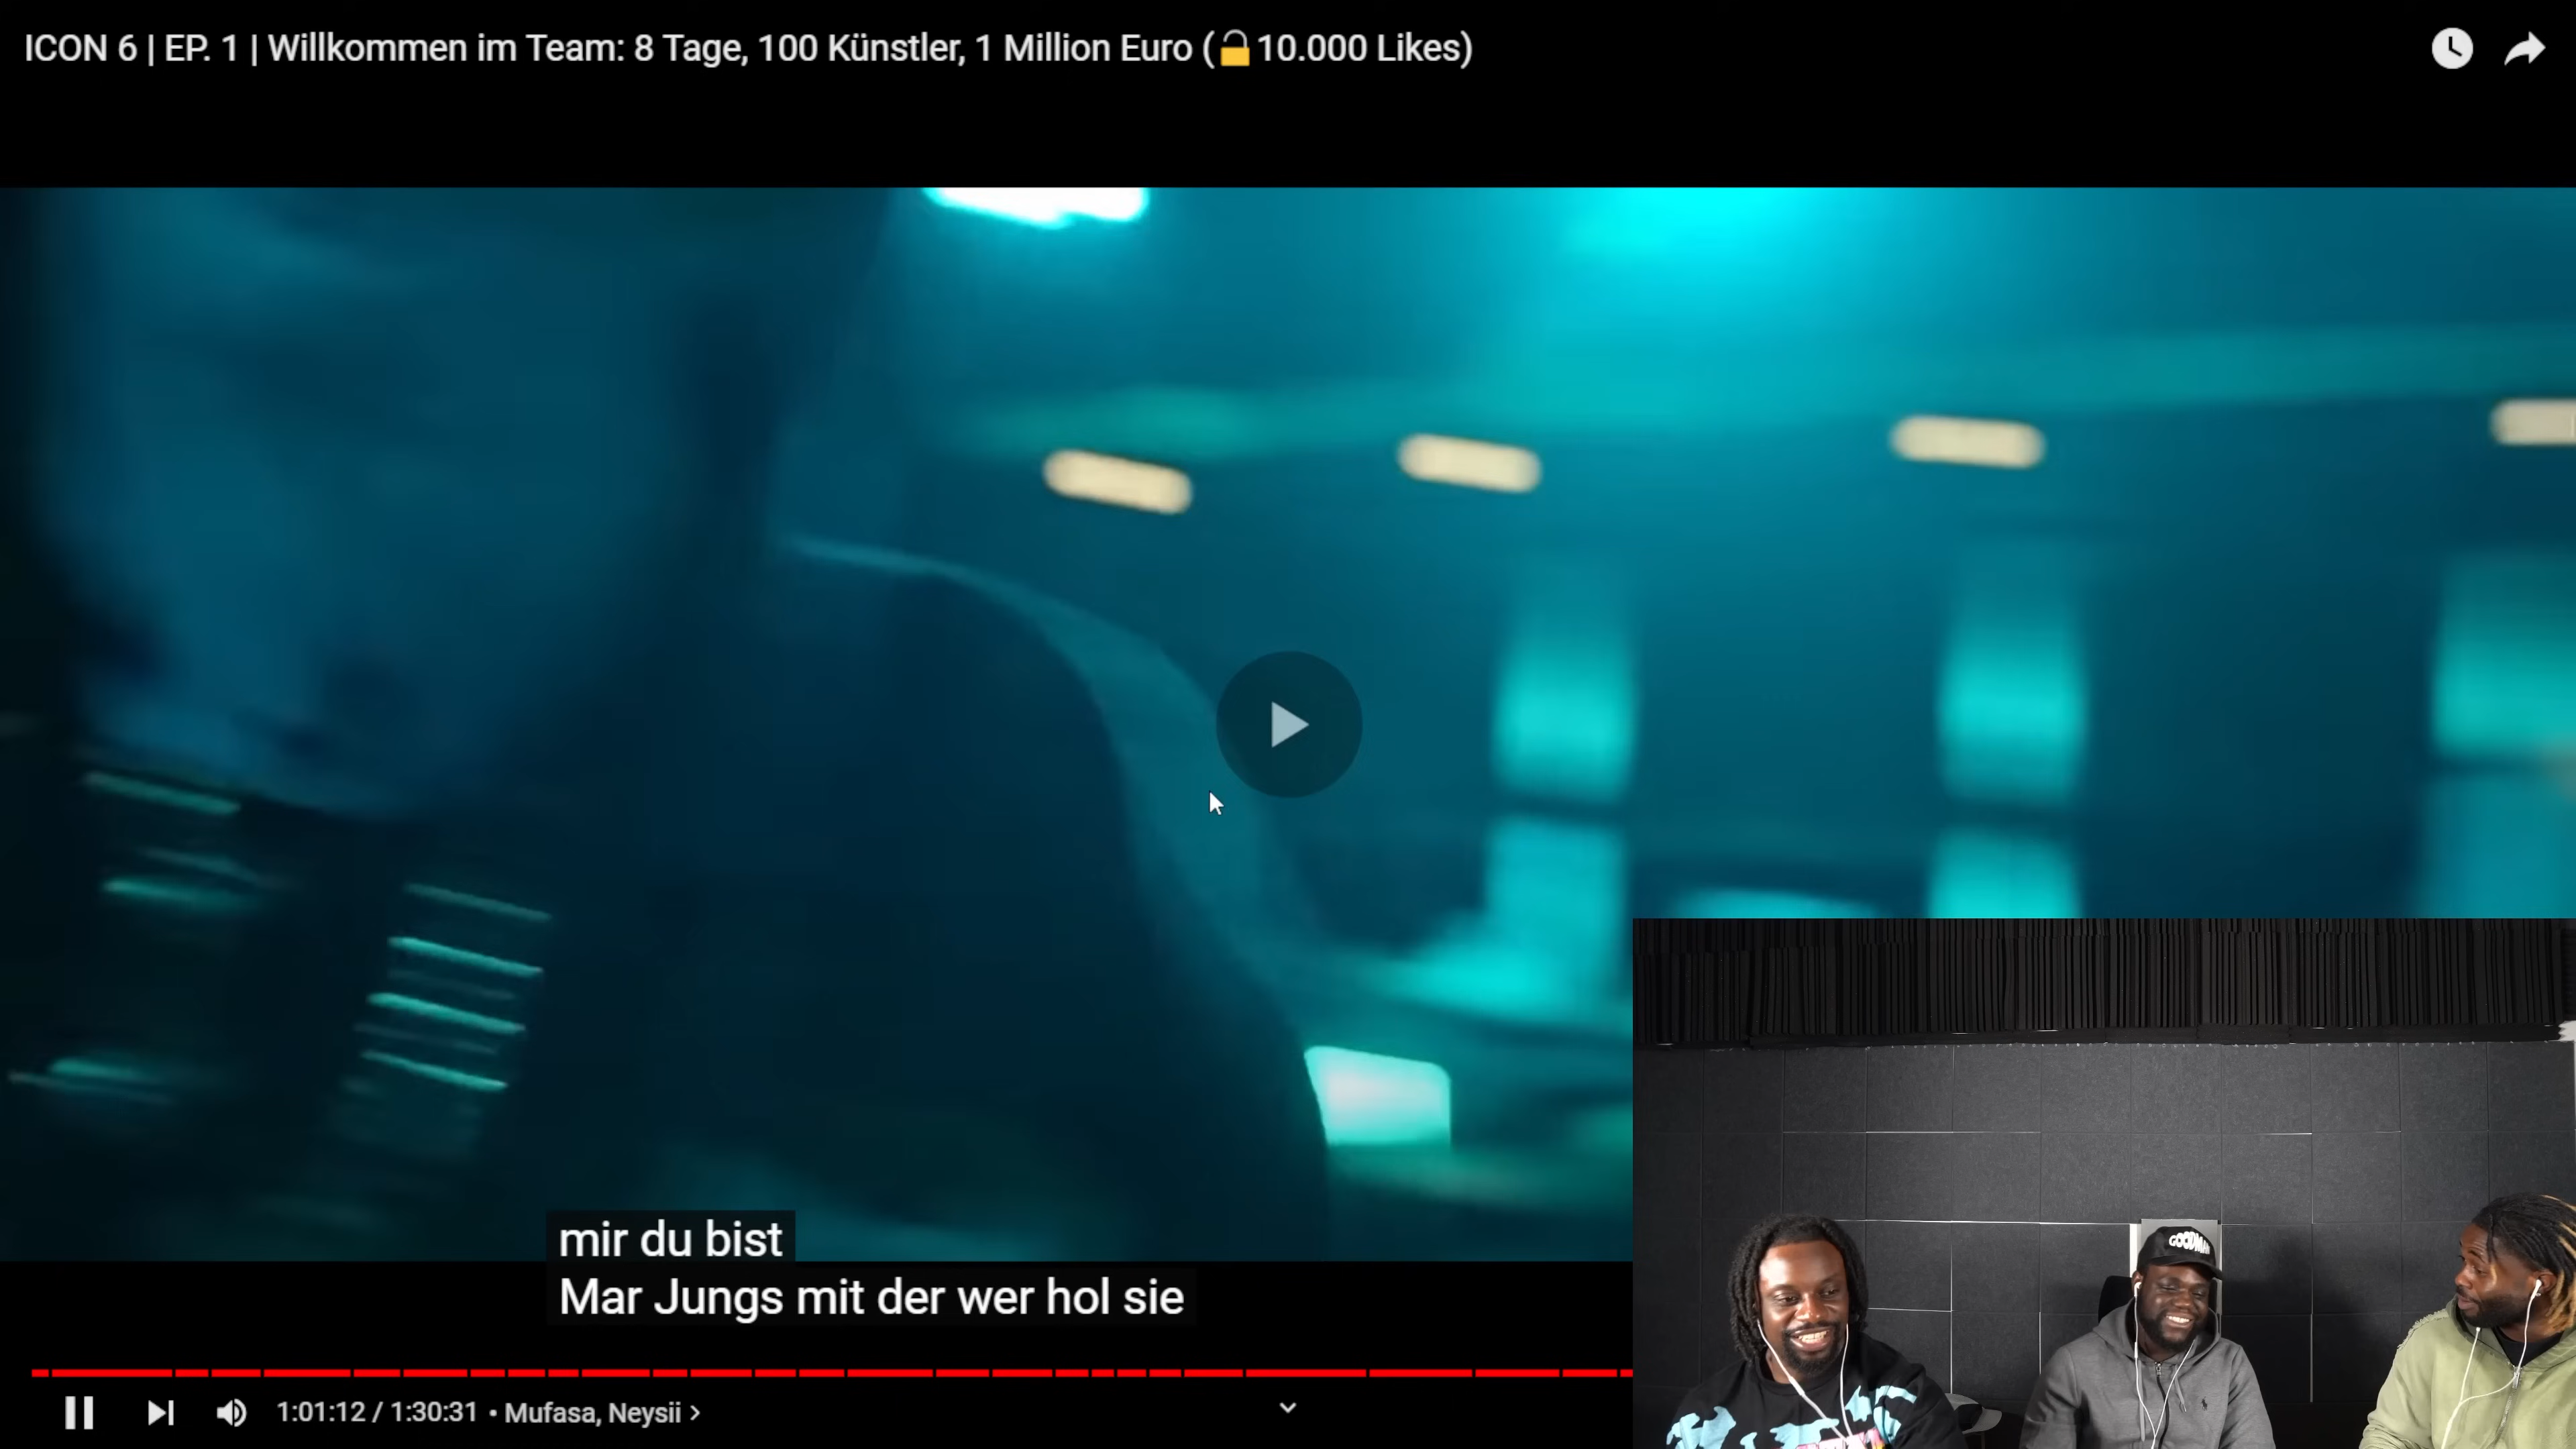 ICON 6 | EP. 1 | Willkommen im Team: 8 Tage, 100 Künstler, 1 Million Euro (🔓10.000 Likes)
mir du bist
Mar Jungs mit der wer hol sie
1:01:12 / 1:30:31 • Mufasa, Neysii >